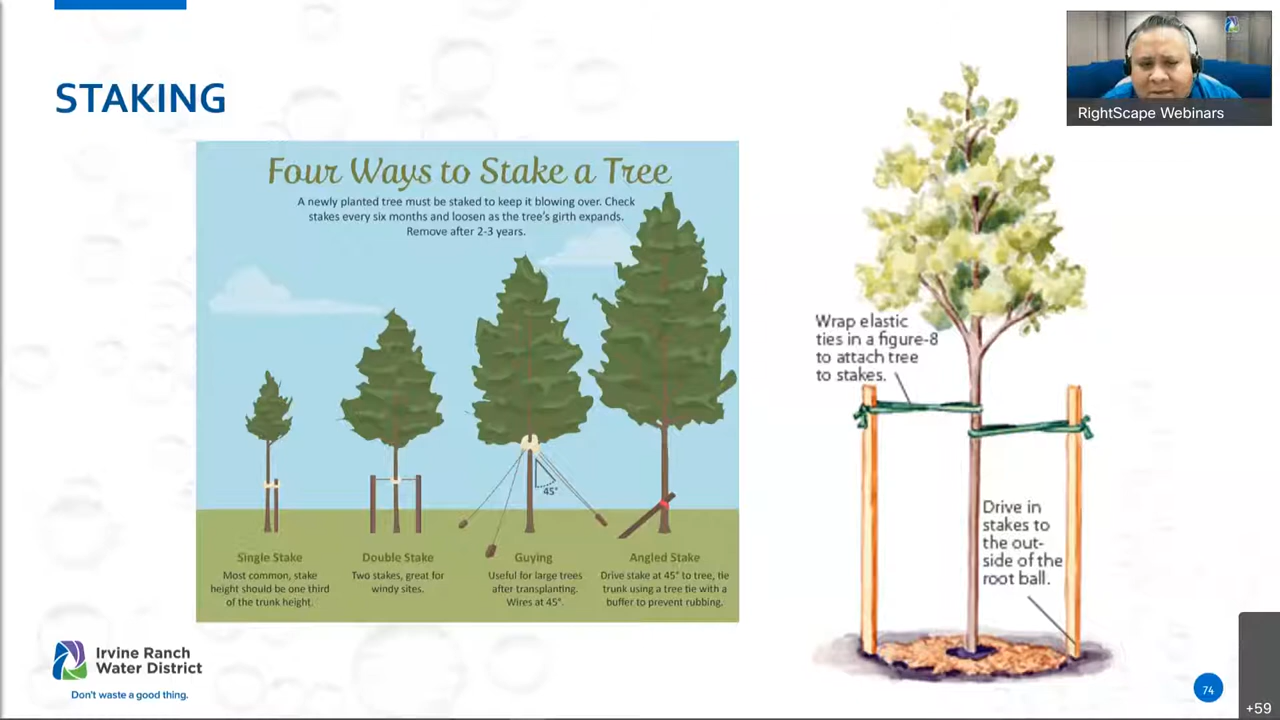 STAKING
Four Ways to Stake a Tree
A newly planted tree must be staked to keep it blowing over. Check
stakes every six months and loosen as the tree's girth expands.
Remove after 2-3 years.
45°
Single Stake
Most common, stake
height should be one third
of the trunk height.
Double Stake
Two stakes, great for
windy sites.
Guying
Useful for large trees
after transplanting.
Wires at 45°.
Angled Stake
Drive stake at 45° to tree, tie
trunk using a tree tie with a
buffer to prevent rubbing.
Wrap elastic
ties in a figure-8
to attach tree
to stakes.
Drive in
stakes to
the out-
side of the
root ball.
RightScape Webinars
Irvine Ranch
Water District
Don't waste a good thing.
74
+59